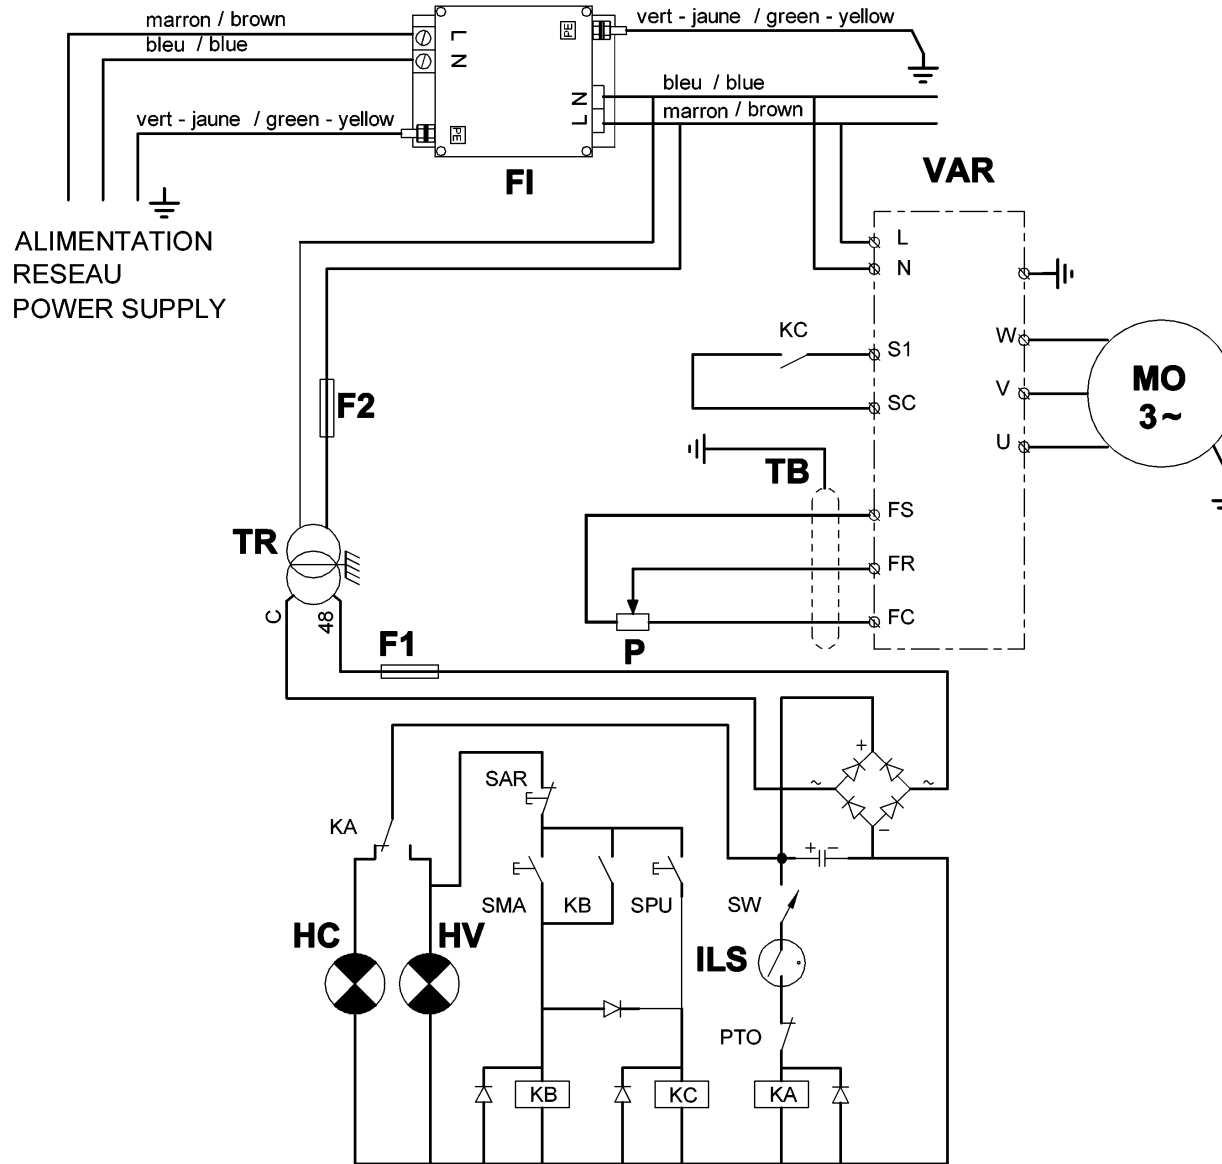 marron / brown
bleu / blue
vert - jaune / green - yellow
L
N
PE
PE
L N
FI
vert - jaune / green - yellow
bleu / blue
marron / brown
ALIMENTATION
RESEAU
POWER SUPPLY
VAR
L
N
KC
S1
SC
W
V
U
MO
3~
F2
TB
FS
FR
FC
P
TR
C
48
F1
+
~
~
−
+
−
SAR
KA
SMA
KB
SPU
SW
HC
HV
ILS
PTO
KB
KC
KA